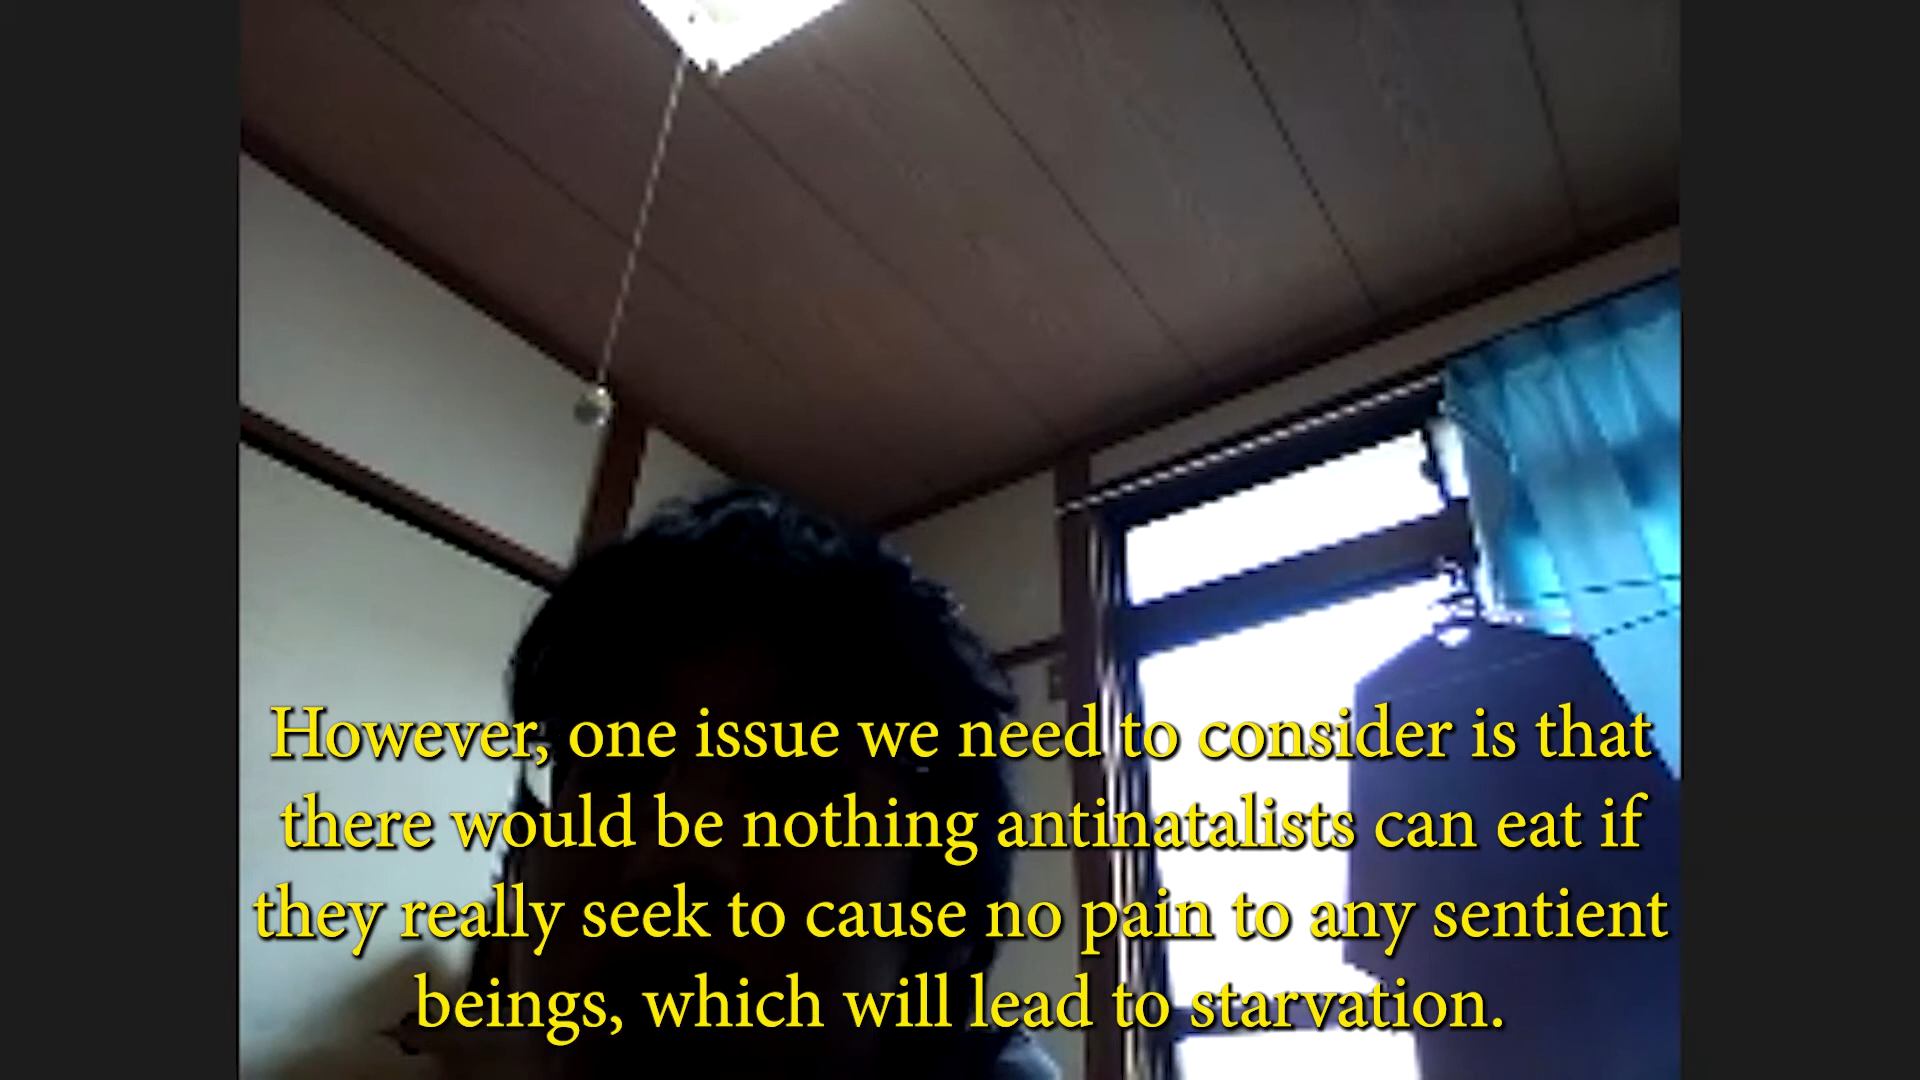 However, one issue we need to consider is that
there would be nothing antinatalists can eat if
they really seek to cause no pain to any sentient
beings, which will lead to starvation.